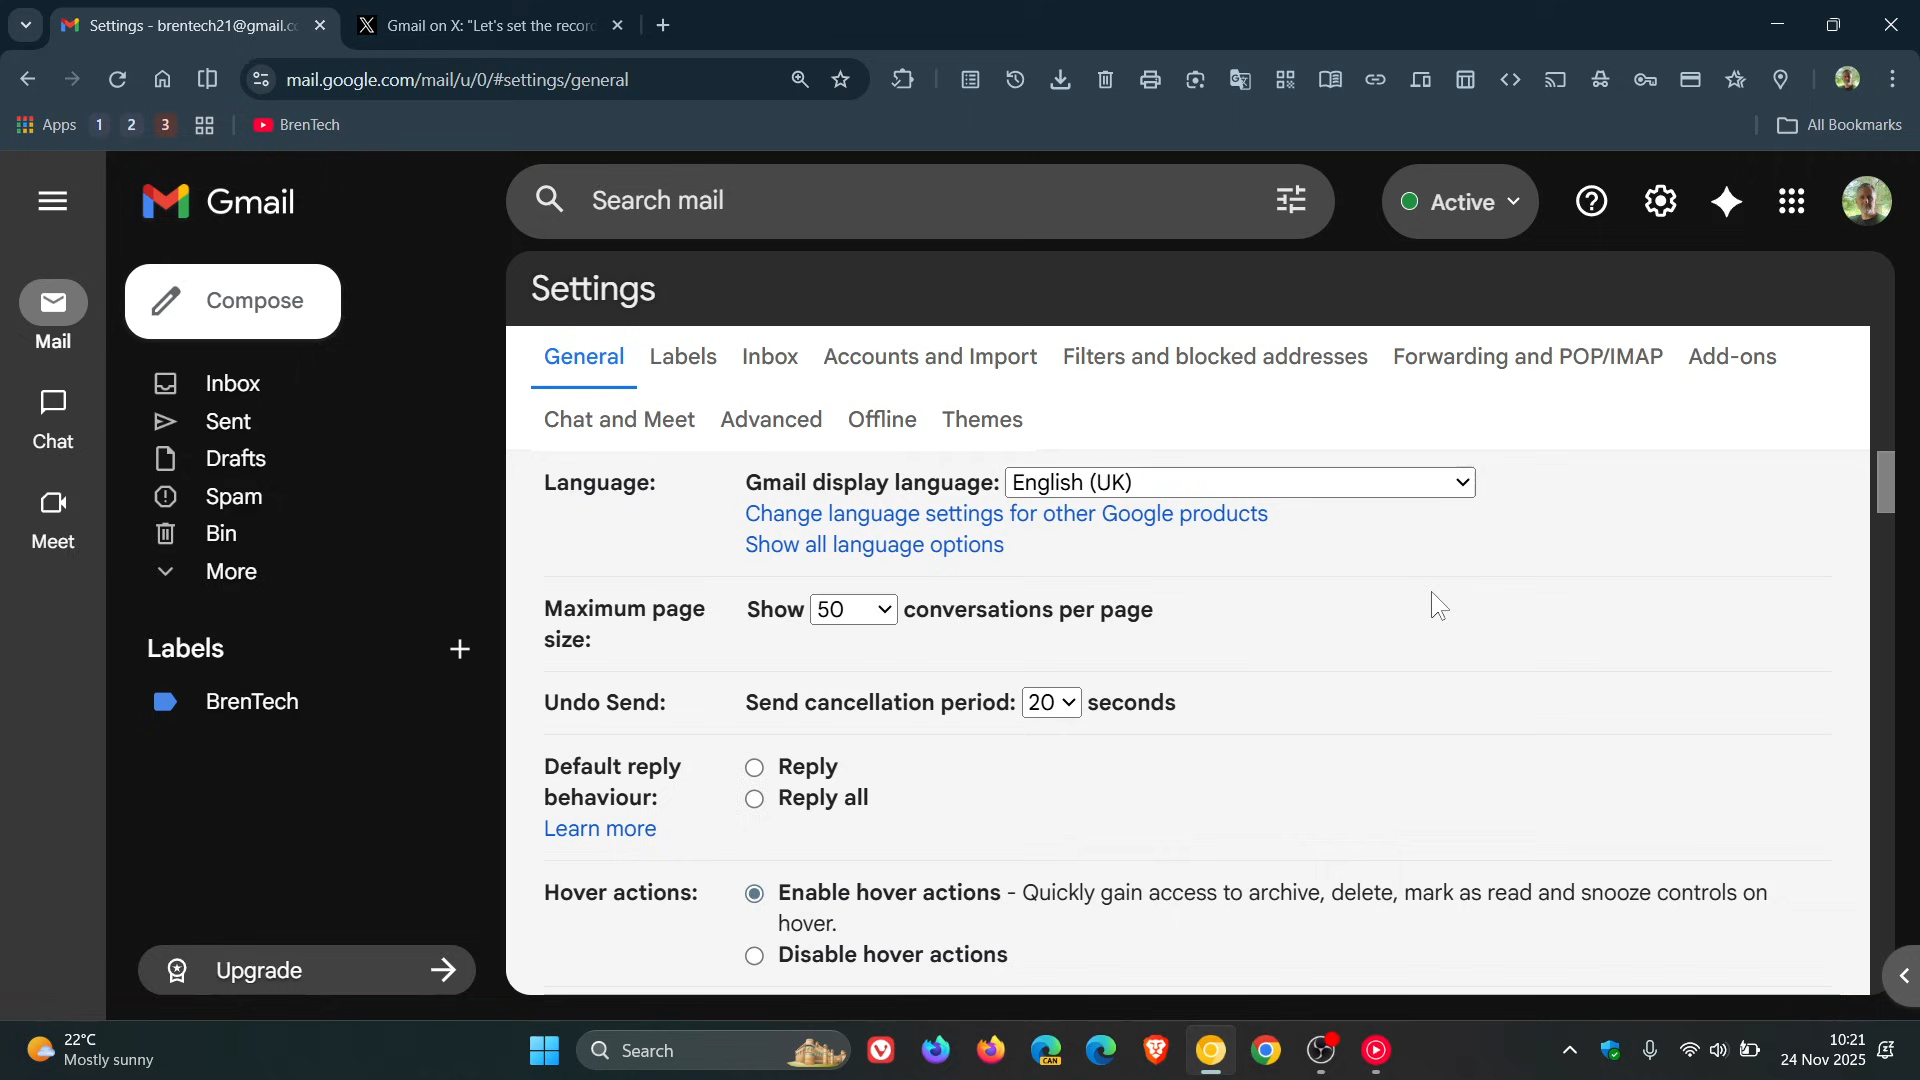 Settings - brentech21@gmail.c
Gmail on X: "Let's set the recor
mail.google.com/mail/u/0/#settings/general
Apps 1 2 3
BrenTech
All Bookmarks
Gmail
Search mail
Active
Compose
Mail
Chat
Meet
Inbox
Sent
Drafts
Spam
Bin
More
Labels
BrenTech
Upgrade
Settings
General Labels Inbox Accounts and Import Filters and blocked addresses Forwarding and POP/IMAP Add-ons
Chat and Meet Advanced Offline Themes
Language:
Gmail display language: English (UK)
Change language settings for other Google products
Show all language options
Maximum page
size:
Show 50 conversations per page
Undo Send:
Send cancellation period: 20 seconds
Default reply
behaviour:
Learn more
Reply
Reply all
Hover actions:
Enable hover actions - Quickly gain access to archive, delete, mark as read and snooze controls on
hover.
Disable hover actions
22°C
Mostly sunny
Search
CAN
10:21
24 Nov 2025